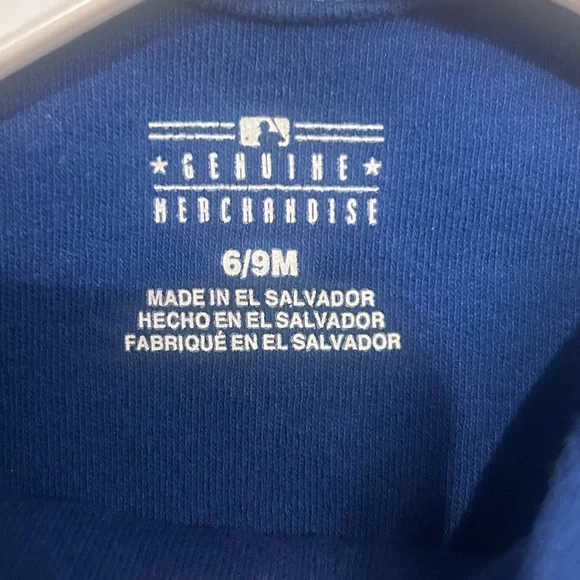 GENUINE
MERCHANDISE
6/9M
MADE IN EL SALVADOR
HECHO EN EL SALVADOR
FABRIQUÉ EN EL SALVADOR